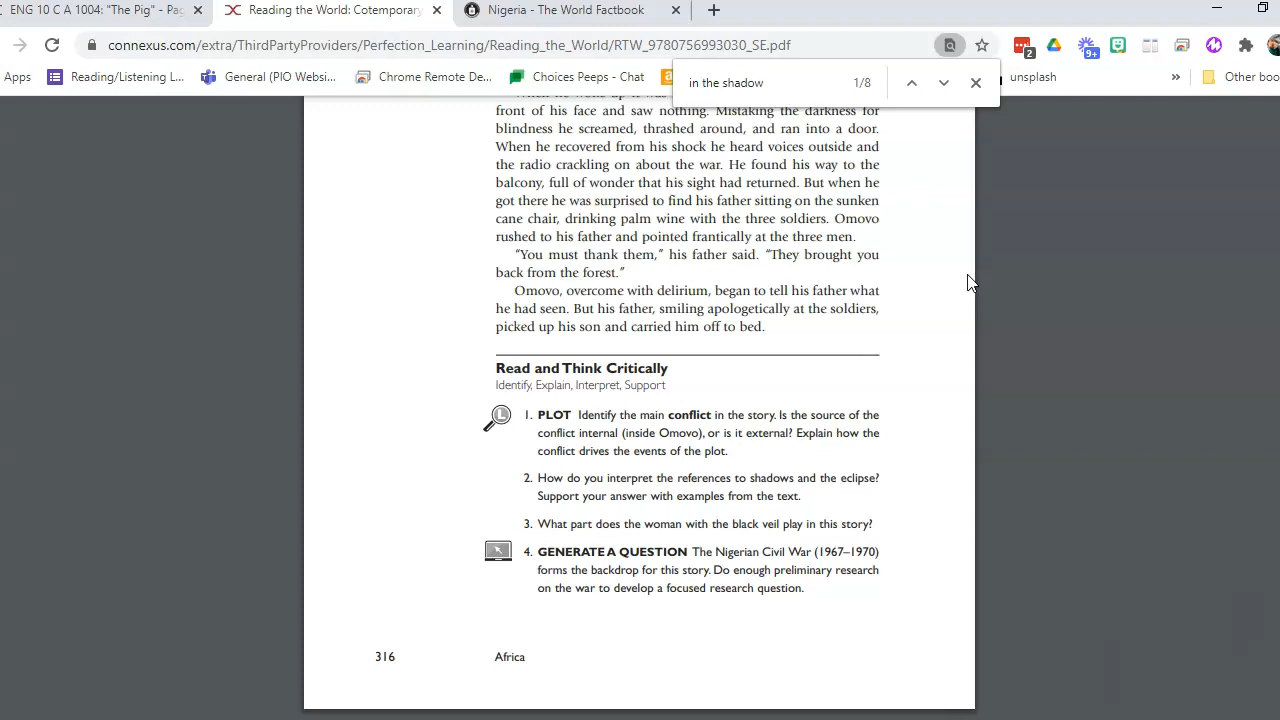 ENG 10 C A 1004: "The Pig" - Pa
Reading the World: Cotemporary
Nigeria - The World Factbook
connexus.com/extra/ThirdPartyProviders/Perfection_Learning/Reading_the_World/RTW_9780756993030_SE.pdf
2
9+
Apps
Reading/Listening L...
General (PIO Websi...
Chrome Remote De...
Choices Peeps - Chat
unsplash
»
Other boo
in the shadow
1/8
front of his face and saw nothing. Mistaking the darkness for
blindness he screamed, thrashed around, and ran into a door.
When he recovered from his shock he heard voices outside and
the radio crackling on about the war. He found his way to the
balcony, full of wonder that his sight had returned. But when he
got there he was surprised to find his father sitting on the sunken
cane chair, drinking palm wine with the three soldiers. Omovo
rushed to his father and pointed frantically at the three men.
“You must thank them,” his father said. “They brought you
back from the forest.”
Omovo, overcome with delirium, began to tell his father what
he had seen. But his father, smiling apologetically at the soldiers,
picked up his son and carried him off to bed.
Read and Think Critically
Identify, Explain, Interpret, Support
1. PLOT Identify the main conflict in the story. Is the source of the
conflict internal (inside Omovo), or is it external? Explain how the
conflict drives the events of the plot.
2. How do you interpret the references to shadows and the eclipse?
Support your answer with examples from the text.
3. What part does the woman with the black veil play in this story?
4. GENERATE A QUESTION The Nigerian Civil War (1967–1970)
forms the backdrop for this story. Do enough preliminary research
on the war to develop a focused research question.
316
Africa